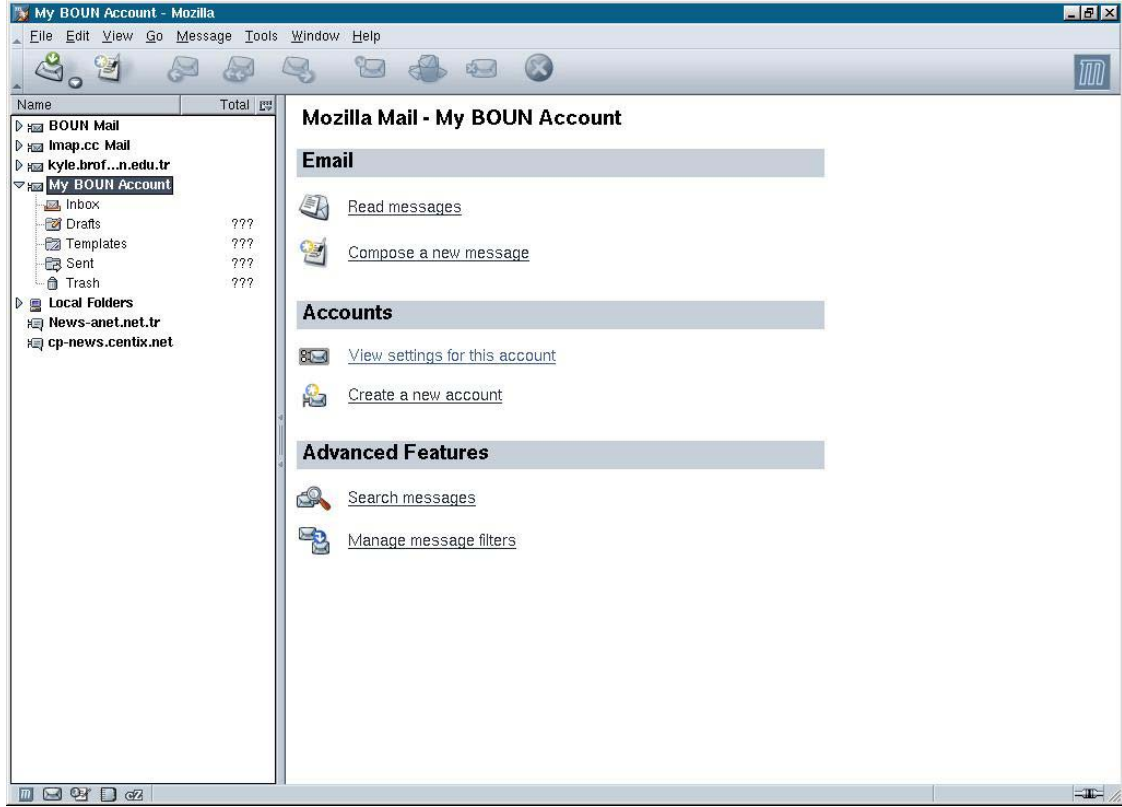 My BOUN Account - Mozilla
File Edit View Go Message Tools Window Help
Name Total
BOUN Mail
Imap.cc Mail
kyle.brof...n.edu.tr
My BOUN Account
Inbox
Drafts ???
Templates ???
Sent ???
Trash ???
Local Folders
News-anet.net.tr
cp-news.centix.net
Mozilla Mail - My BOUN Account
Email
Read messages
Compose a new message
Accounts
View settings for this account
Create a new account
Advanced Features
Search messages
Manage message filters
cZ